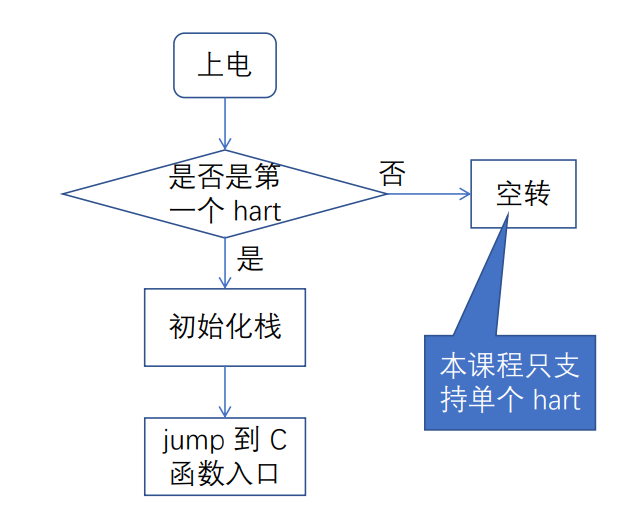 上电
是否是第
一个 hart
否
空转
是
初始化栈
本课程只支
持单个 hart
jump 到 C
函数入口